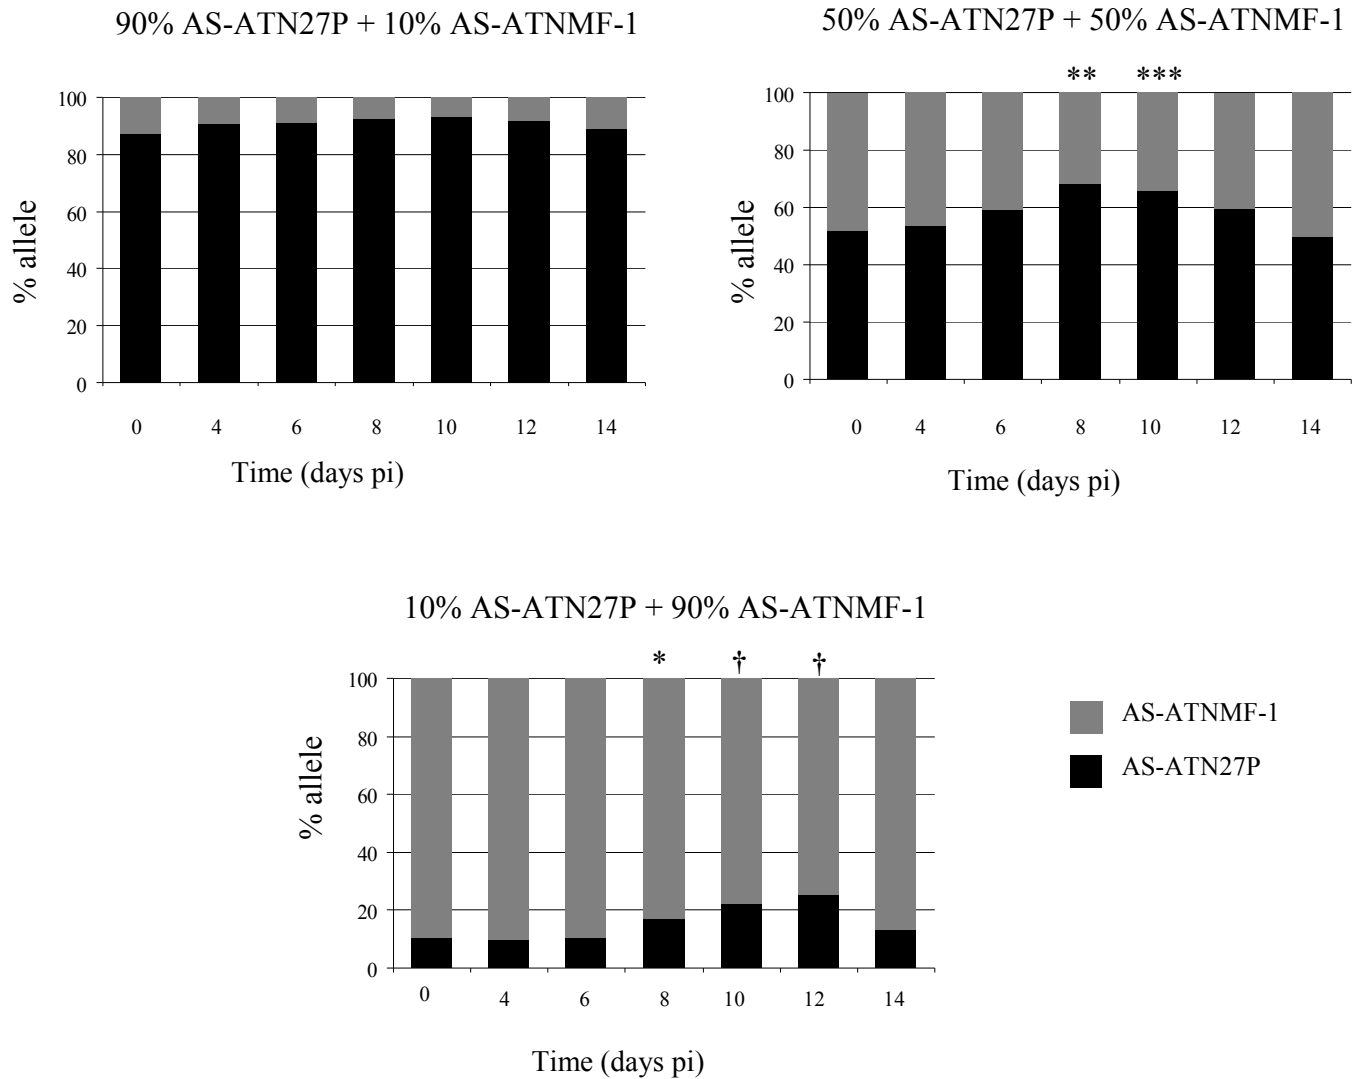 90% AS-ATN27P + 10% AS-ATNMF-1
100
80
60
40
20
0
% allele
0 4 6 8 10 12 14
Time (days pi)
50% AS-ATN27P + 50% AS-ATNMF-1
** ***
100
80
60
40
20
0
% allele
0 4 6 8 10 12 14
Time (days pi)
10% AS-ATN27P + 90% AS-ATNMF-1
* † †
100
80
60
40
20
0
% allele
0 4 6 8 10 12 14
Time (days pi)
AS-ATNMF-1
AS-ATN27P